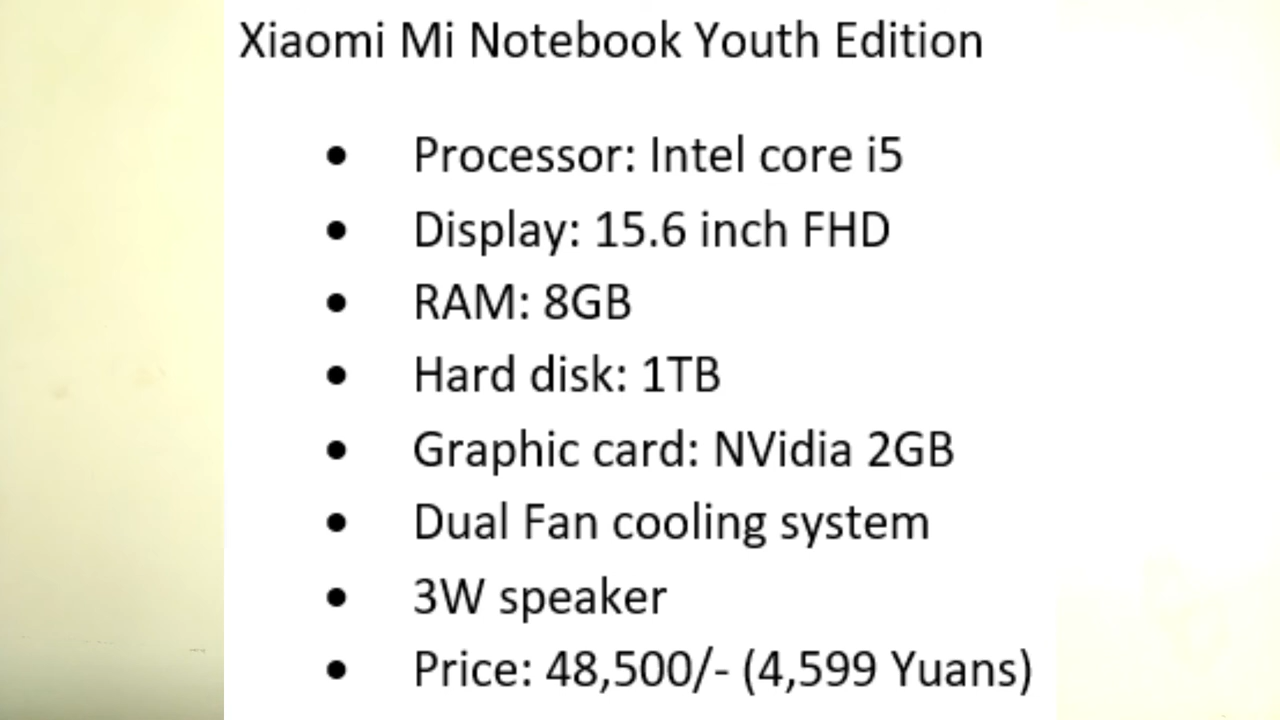 Xiaomi Mi Notebook Youth Edition
• Processor: Intel core i5
• Display: 15.6 inch FHD
• RAM: 8GB
• Hard disk: 1TB
• Graphic card: NVidia 2GB
• Dual Fan cooling system
• 3W speaker
• Price: 48,500/- (4,599 Yuans)